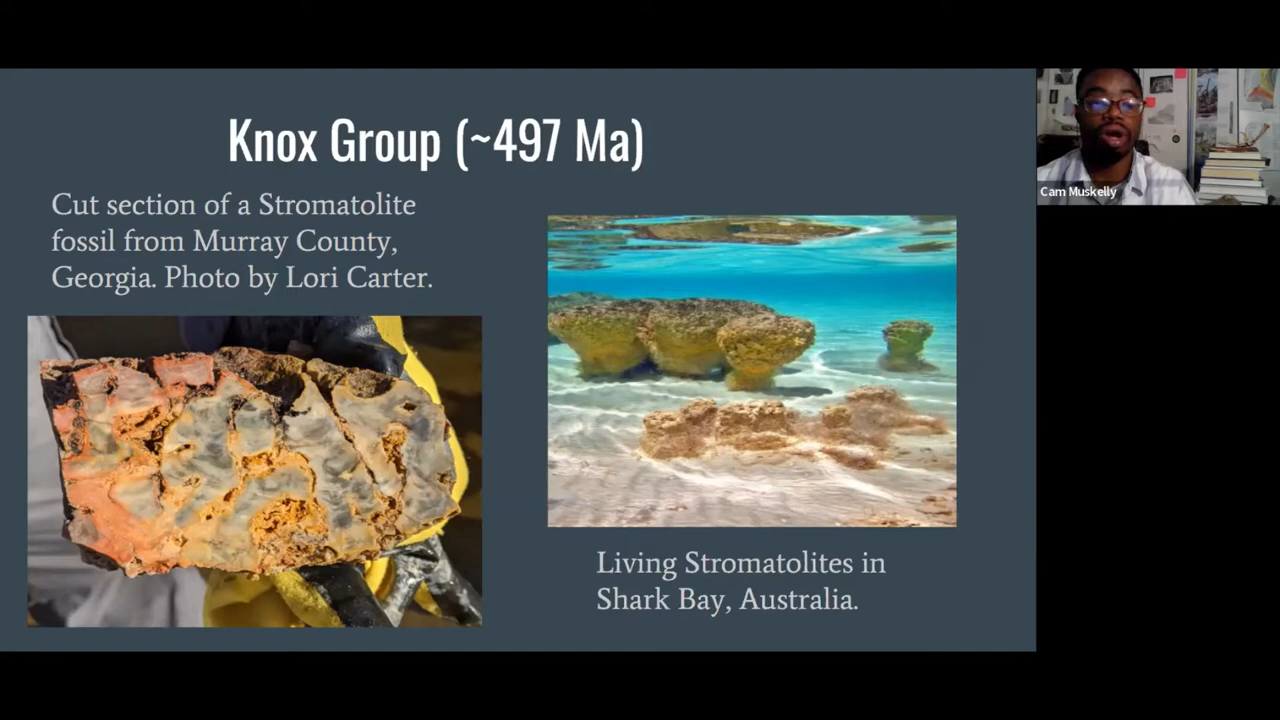 Knox Group (~497 Ma)
Cut section of a Stromatolite
fossil from Murray County,
Georgia. Photo by Lori Carter.
Living Stromatolites in
Shark Bay, Australia.
Cam Muskelly